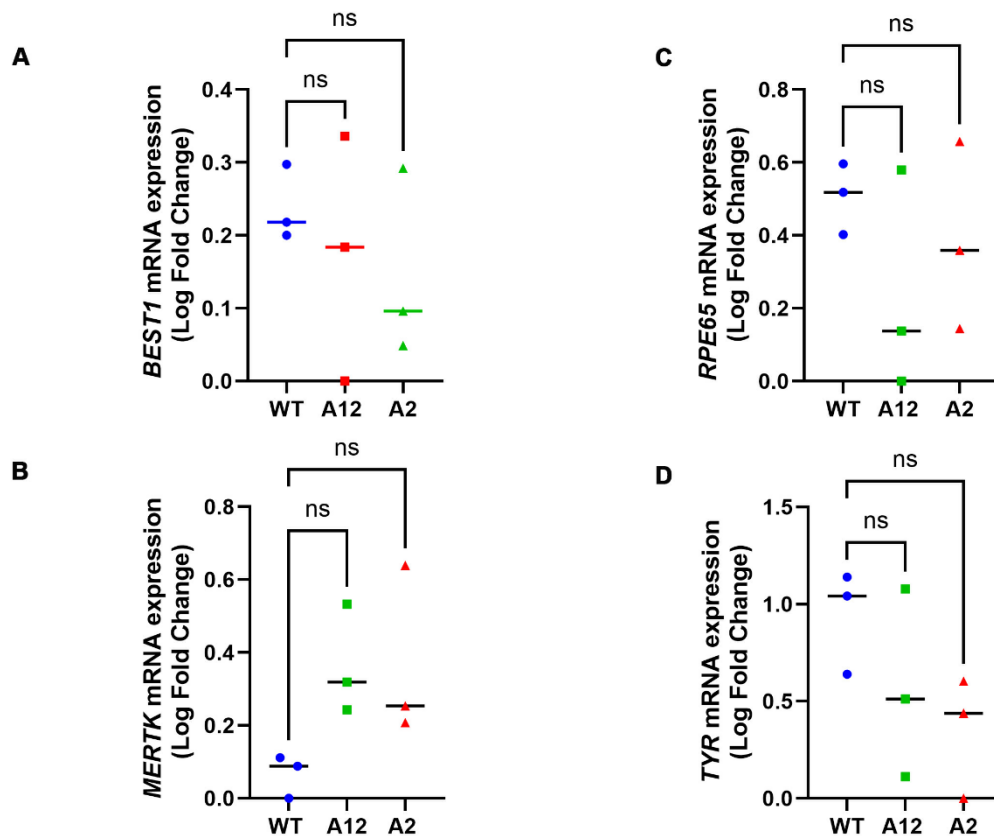 A
ns
ns
BEST1 mRNA expression
(Log Fold Change)
0.4
0.3
0.2
0.1
0.0
WT A12 A2
B
ns
ns
MERTK mRNA expression
(Log Fold Change)
0.8
0.6
0.4
0.2
0.0
WT A12 A2
C
ns
ns
RPE65 mRNA expression
(Log Fold Change)
0.8
0.6
0.4
0.2
0.0
WT A12 A2
D
ns
ns
TYR mRNA expression
(Log Fold Change)
1.5
1.0
0.5
0.0
WT A12 A2